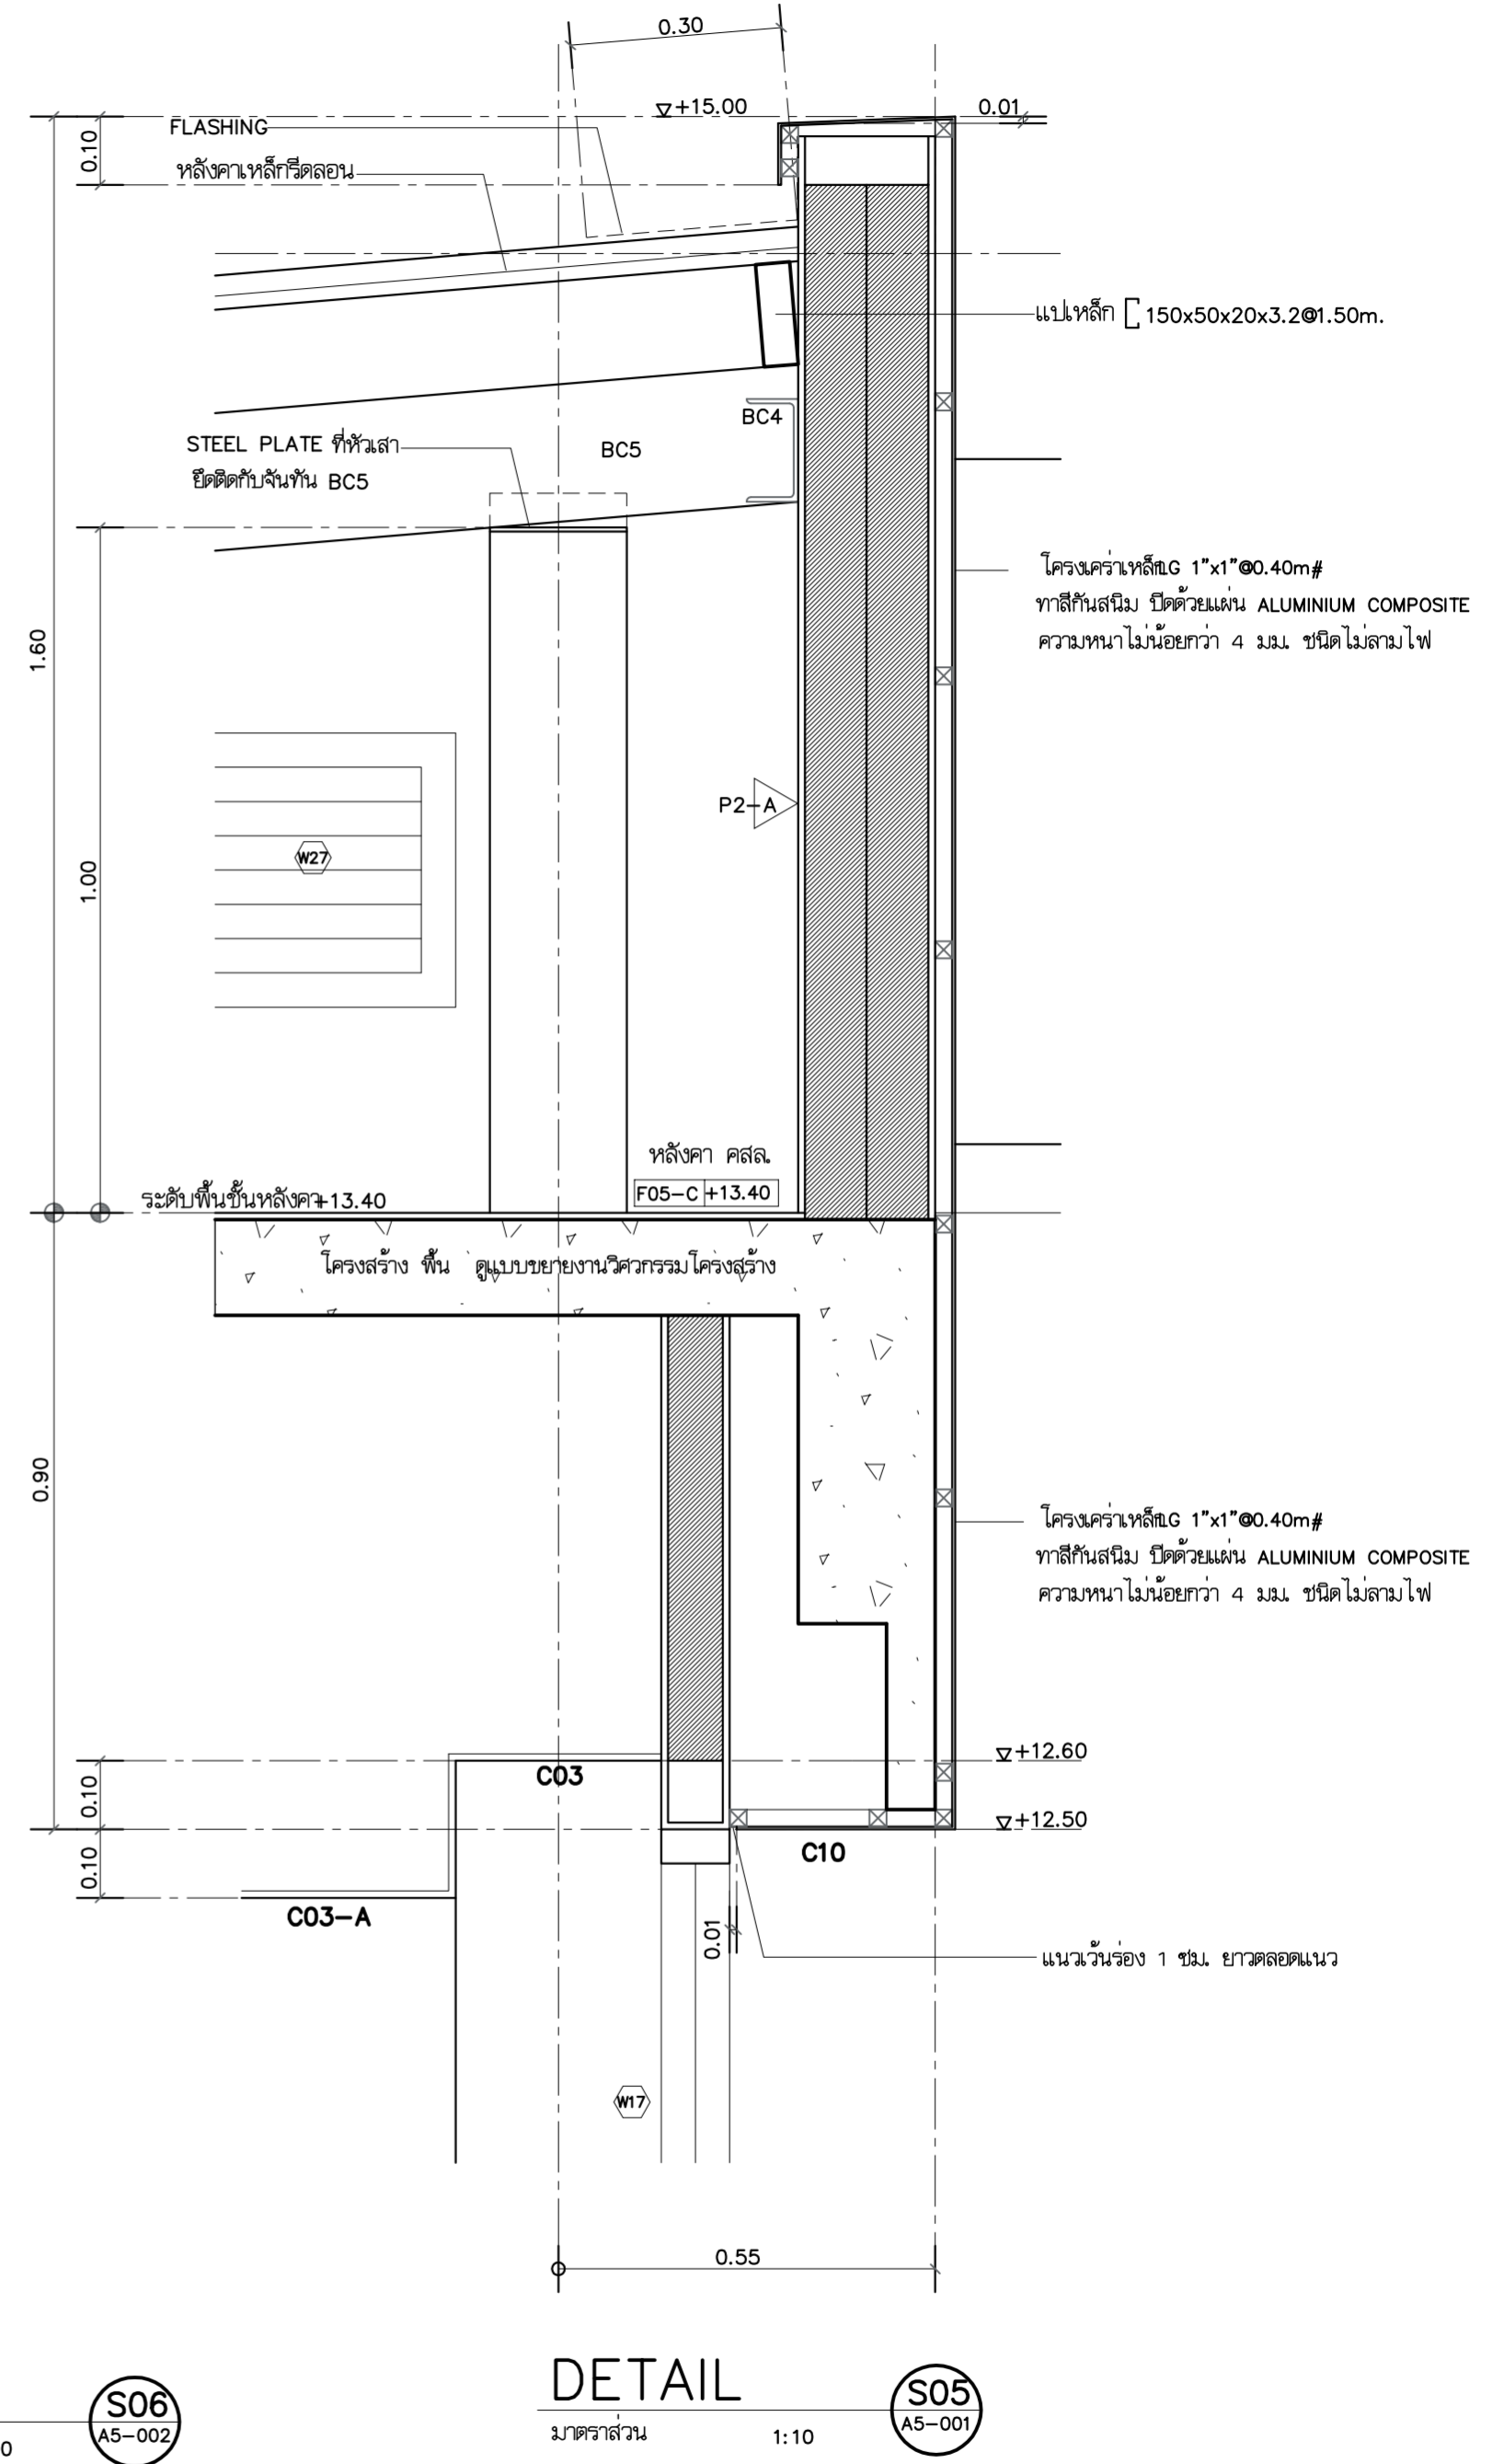 0.30
+15.00
0.01
0.10
FLASHING
หลังคาเหล็กรีดลอน
แปเหล็ก 150x50x20x3.2@1.50m.
BC4
STEEL PLATE ที่หัวเสา
BC5
ยึดติดกับจันทัน BC5
โครงเคร่าเหล็ก LG 1"x1"@0.40m#
ทาสีกันสนิม ปิดด้วยแผ่น ALUMINIUM COMPOSITE
ความหนาไม่น้อยกว่า 4 มม. ชนิดไม่ลามไฟ
1.60
P2-A
W27
1.00
หลังคา คสล.
F05-C +13.40
ระดับพื้นชั้นหลังคา +13.40
โครงสร้าง พื้น ดูแบบขยายงานวิศวกรรมโครงสร้าง
0.90
โครงเคร่าเหล็ก LG 1"x1"@0.40m#
ทาสีกันสนิม ปิดด้วยแผ่น ALUMINIUM COMPOSITE
ความหนาไม่น้อยกว่า 4 มม. ชนิดไม่ลามไฟ
+12.60
C03
0.10
+12.50
C10
0.10
C03-A
0.01
แนวเว้นร่อง 1 ซม. ยาวตลอดแนว
W17
0.55
DETAIL
มาตราส่วน 1:10
S05
A5-001
S06
A5-002
0